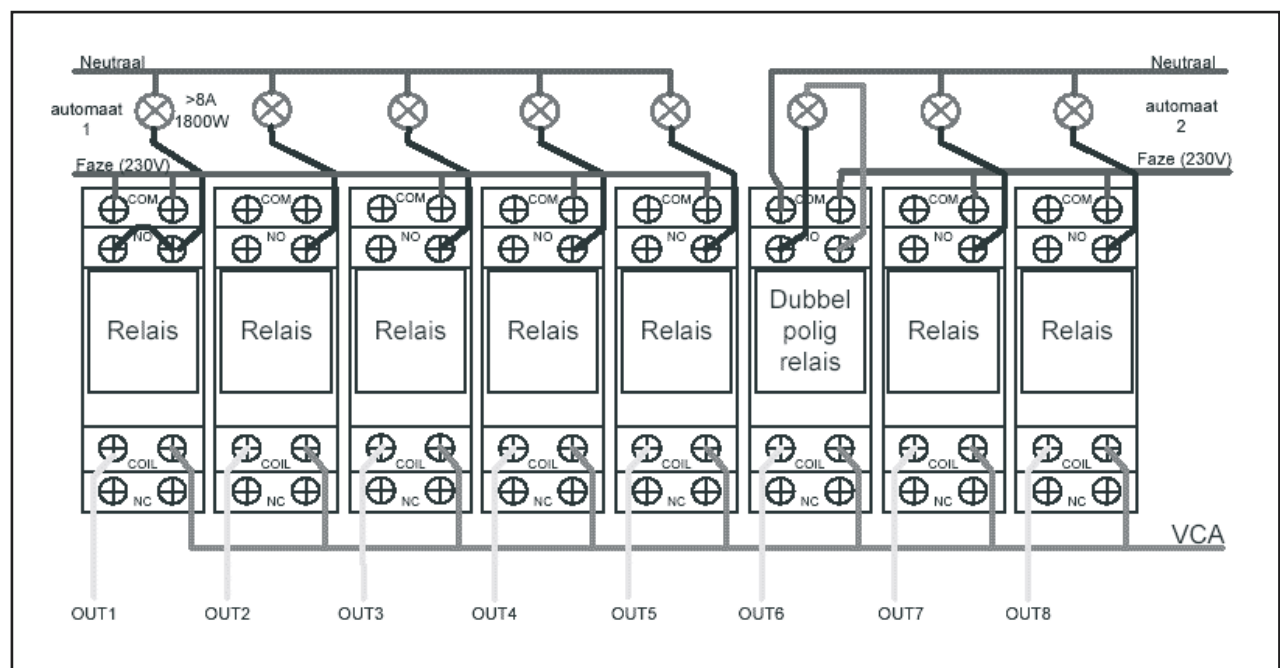 Neutraal
Neutraal
automaat
1
>8A
1800W
automaat
2
Faze (230V)
Faze (230V)
COM
COM
COM
COM
COM
COM
COM
COM
NO
NO
NO
NO
NO
NO
NO
NO
Relais
Relais
Relais
Relais
Relais
Dubbel
polig
relais
Relais
Relais
COIL
COIL
COIL
COIL
COIL
COIL
COIL
COIL
NC
NC
NC
NC
NC
NC
NC
NC
VCA
OUT1
OUT2
OUT3
OUT4
OUT5
OUT6
OUT7
OUT8